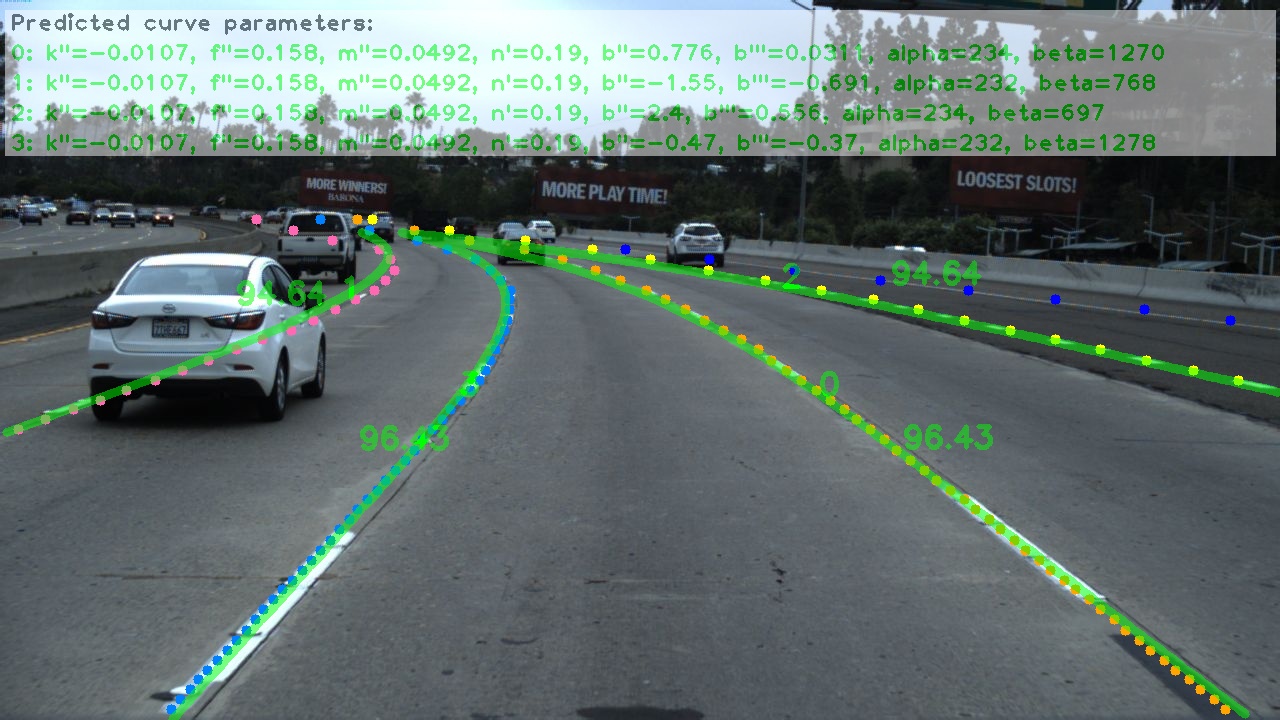 Predicted curve parameters:
0: k''=-0.0107, f''=0.158, m''=0.0492, n'=0.19, b''=0.776, b'''=0.0311, alpha=234, beta=1270
1: k''=-0.0107, f''=0.158, m''=0.0492, n'=0.19, b''=-1.55, b'''=-0.691, alpha=232, beta=768
2: k''=-0.0107, f''=0.158, m''=0.0492, n'=0.19, b''=2.4, b'''=0.556, alpha=234, beta=697
3: k''=-0.0107, f''=0.158, m''=0.0492, n'=0.19, b''=-0.47, b'''=-0.37, alpha=232, beta=1278
MORE WINNERS!
BARONA
MORE PLAY TIME!
LOOSEST SLOTS!
94.64 1
2 94.64
0
96.43
96.43